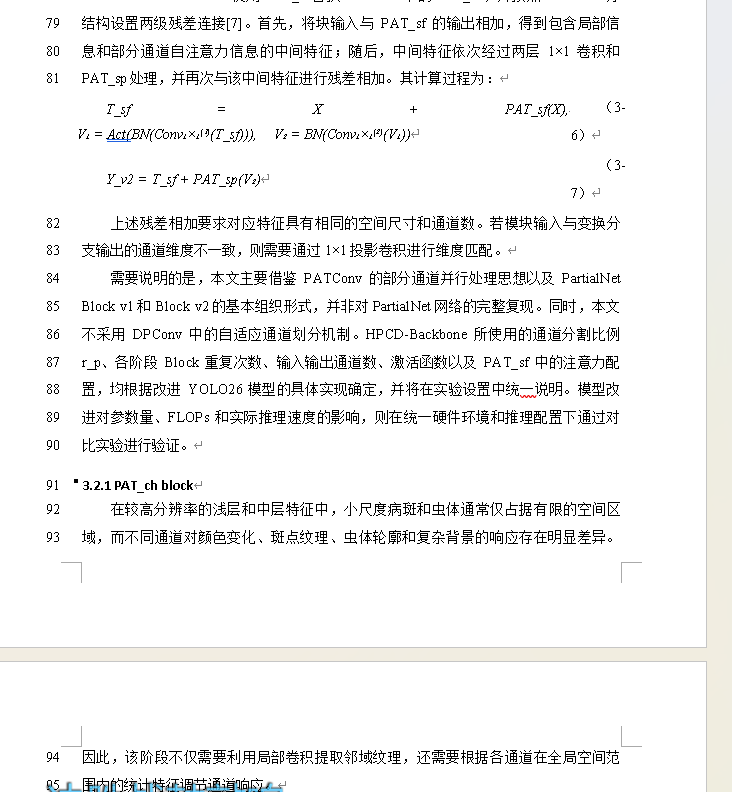 79 结构设置两级残差连接[7]。首先，将块输入与 PAT_sf 的输出相加，得到包含局部信
80 息和部分通道自注意力信息的中间特征；随后，中间特征依次经过两层 1×1 卷积和
81 PAT_sp处理，并再次与该中间特征进行残差相加。其计算过程为：↵
T_sf = X + PAT_sf(X), （3-
V₁ = Act(BN(Conv₁×₁⁽¹⁾(T_sf))), V₂ = BN(Conv₁×₁⁽²⁾(V₁))↵ 6）↵
（3-
Y_v2 = T_sf + PAT_sp(V₂)↵
7）↵
82 上述残差相加要求对应特征具有相同的空间尺寸和通道数。若模块输入与变换分
83 支输出的通道维度不一致，则需要通过 1×1 投影卷积进行维度匹配。↵
84 需要说明的是，本文主要借鉴 PATConv 的部分通道并行处理思想以及 PartialNet
85 Block v1 和 Block v2 的基本组织形式，并非对 PartialNet 网络的完整复现。同时，本文
86 不采用 DPConv 中的自适应通道划分机制。HPCD-Backbone 所使用的通道分割比例
87 r_p、各阶段 Block 重复次数、输入输出通道数、激活函数以及 PAT_sf 中的注意力配
88 置，均根据改进 YOLO26 模型的具体实现确定，并将在实验设置中统一说明。模型改
89 进对参数量、FLOPs 和实际推理速度的影响，则在统一硬件环境和推理配置下通过对
90 比实验进行验证。↵
91 3.2.1 PAT_ch block↵
92 在较高分辨率的浅层和中层特征中，小尺度病斑和虫体通常仅占据有限的空间区
93 域，而不同通道对颜色变化、斑点纹理、虫体轮廓和复杂背景的响应存在明显差异。
94 因此，该阶段不仅需要利用局部卷积提取邻域纹理，还需要根据各通道在全局空间范
95 围内的统计特征调节通道响应。↵